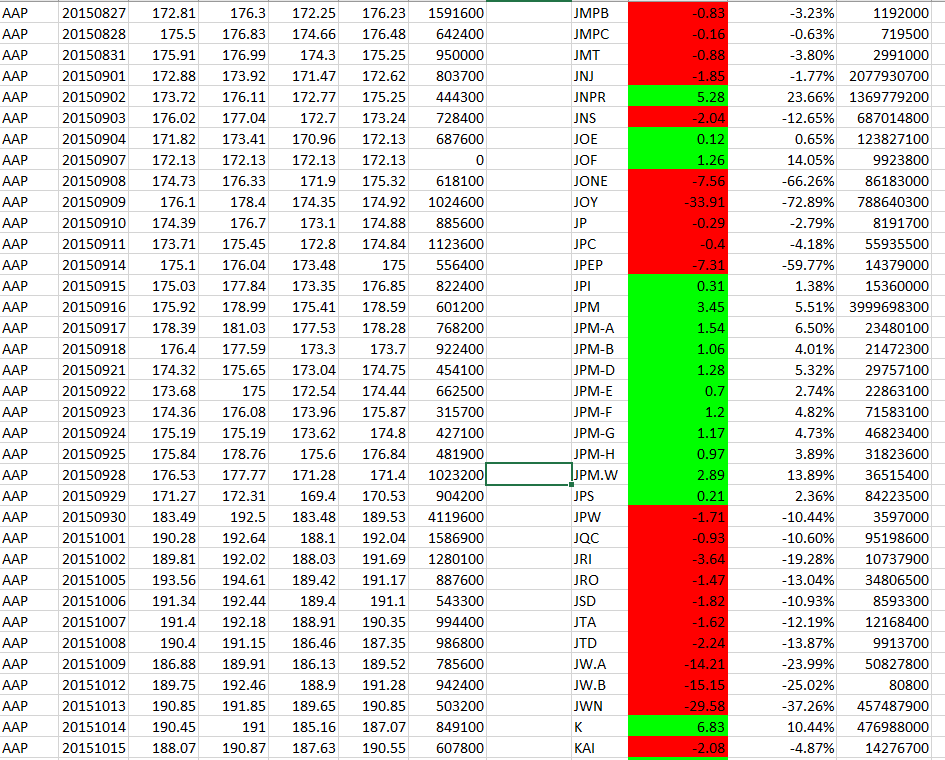 AAP 20150827 172.81 176.3 172.25 176.23 1591600 JMPB -0.83 -3.23% 1192000
AAP 20150828 175.5 176.83 174.66 176.48 642400 JMPC -0.16 -0.63% 719500
AAP 20150831 175.91 176.99 174.3 175.25 950000 JMT -0.88 -3.80% 2991000
AAP 20150901 172.88 173.92 171.47 172.62 803700 JNJ -1.85 -1.77% 2077930700
AAP 20150902 173.72 176.11 172.77 175.25 444300 JNPR 5.28 23.66% 1369779200
AAP 20150903 176.02 177.04 172.7 173.24 728400 JNS -2.04 -12.65% 687014800
AAP 20150904 171.82 173.41 170.96 172.13 687600 JOE 0.12 0.65% 123827100
AAP 20150907 172.13 172.13 172.13 172.13 0 JOF 1.26 14.05% 9923800
AAP 20150908 174.73 176.33 171.9 175.32 618100 JONE -7.56 -66.26% 86183000
AAP 20150909 176.1 178.4 174.35 174.92 1024600 JOY -33.91 -72.89% 788640300
AAP 20150910 174.39 176.7 173.1 174.88 885600 JP -0.29 -2.79% 8191700
AAP 20150911 173.71 175.45 172.8 174.84 1123600 JPC -0.4 -4.18% 55935500
AAP 20150914 175.1 176.04 173.48 175 556400 JPEP -7.31 -59.77% 14379000
AAP 20150915 175.03 177.84 173.35 176.85 822400 JPI 0.31 1.38% 15360000
AAP 20150916 175.92 178.99 175.41 178.59 601200 JPM 3.45 5.51% 3999698300
AAP 20150917 178.39 181.03 177.53 178.28 768200 JPM-A 1.54 6.50% 23480100
AAP 20150918 176.4 177.59 173.3 173.7 922400 JPM-B 1.06 4.01% 21472300
AAP 20150921 174.32 175.65 173.04 174.75 454100 JPM-D 1.28 5.32% 29757100
AAP 20150922 173.68 175 172.54 174.44 662500 JPM-E 0.7 2.74% 22863100
AAP 20150923 174.36 176.08 173.96 175.87 315700 JPM-F 1.2 4.82% 71583100
AAP 20150924 175.19 175.19 173.62 174.8 427100 JPM-G 1.17 4.73% 46823400
AAP 20150925 175.84 178.76 175.6 176.84 481900 JPM-H 0.97 3.89% 31823600
AAP 20150928 176.53 177.77 171.28 171.4 1023200 JPM.W 2.89 13.89% 36515400
AAP 20150929 171.27 172.31 169.4 170.53 904200 JPS 0.21 2.36% 84223500
AAP 20150930 183.49 192.5 183.48 189.53 4119600 JPW -1.71 -10.44% 3597000
AAP 20151001 190.28 192.64 188.1 192.04 1586900 JQC -0.93 -10.60% 95198600
AAP 20151002 189.81 192.02 188.03 191.69 1280100 JRI -3.64 -19.28% 10737900
AAP 20151005 193.56 194.61 189.42 191.17 887600 JRO -1.47 -13.04% 34806500
AAP 20151006 191.34 192.44 189.4 191.1 543300 JSD -1.82 -10.93% 8593300
AAP 20151007 191.4 192.18 188.91 190.35 994400 JTA -1.62 -12.19% 12168400
AAP 20151008 190.4 191.15 186.46 187.35 986800 JTD -2.24 -13.87% 9913700
AAP 20151009 186.88 189.91 186.13 189.52 785600 JW.A -14.21 -23.99% 50827800
AAP 20151012 189.75 192.46 188.9 191.28 942400 JW.B -15.15 -25.02% 80800
AAP 20151013 190.85 191.85 189.65 190.85 503200 JWN -29.58 -37.26% 457487900
AAP 20151014 190.45 191 185.16 187.07 849100 K 6.83 10.44% 476988000
AAP 20151015 188.07 190.87 187.63 190.55 607800 KAI -2.08 -4.87% 14276700